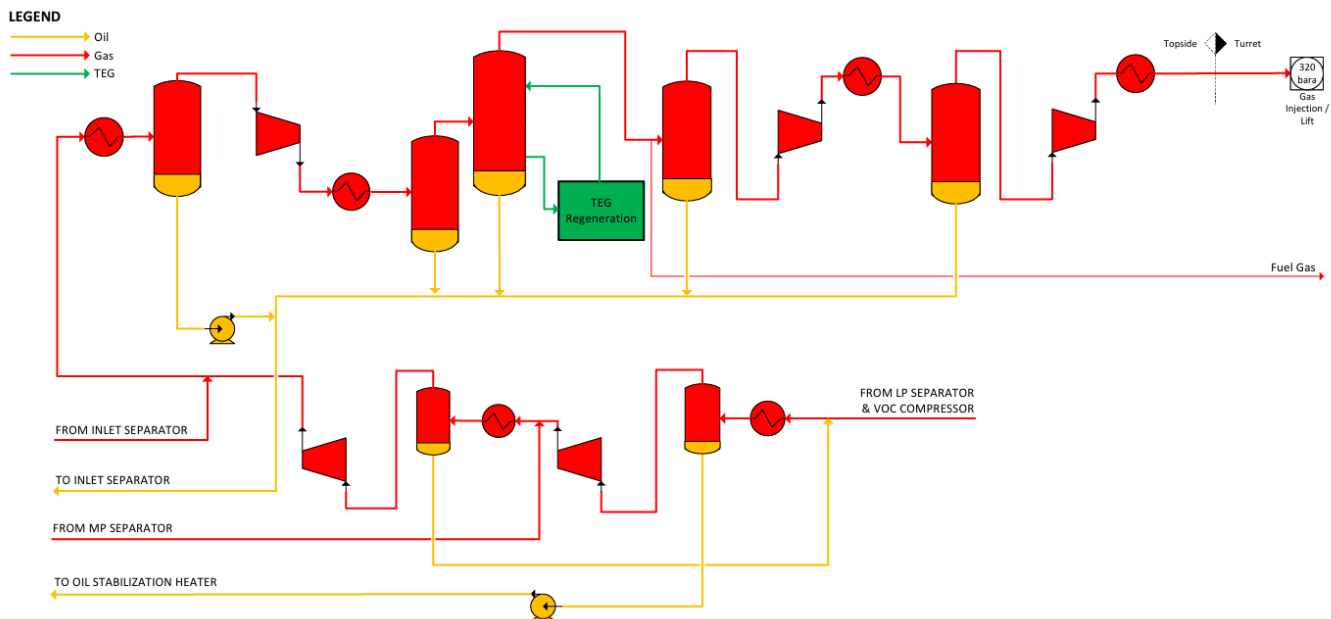 LEGEND
Oil
Gas
TEG
Topside
Turret
320
bara
Gas
Injection /
Lift
TEG
Regeneration
Fuel Gas
FROM LP SEPARATOR
& VOC COMPRESSOR
FROM INLET SEPARATOR
TO INLET SEPARATOR
FROM MP SEPARATOR
TO OIL STABILIZATION HEATER